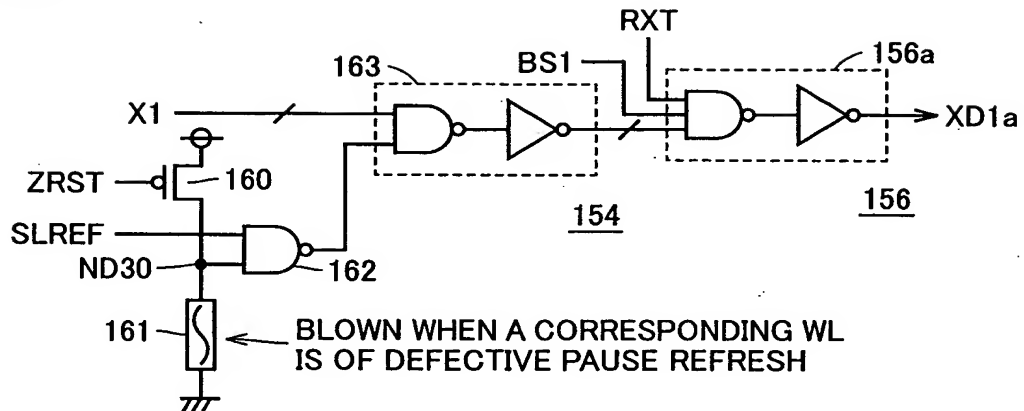 RXT
163
BS1
156a
X1
XD1a
ZRST
160
154
156
SLREF
ND30
162
161
BLOWN WHEN A CORRESPONDING WL
IS OF DEFECTIVE PAUSE REFRESH